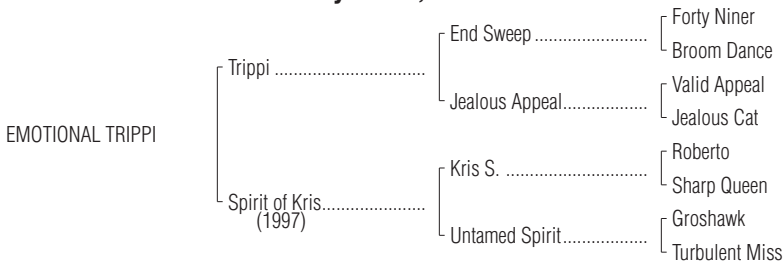 Forty Niner
End Sweep
Broom Dance
Trippi
Valid Appeal
Jealous Appeal
Jealous Cat
EMOTIONAL TRIPPI
Roberto
Kris S.
Sharp Queen
Spirit of Kris
(1997)
Groshawk
Untamed Spirit
Turbulent Miss